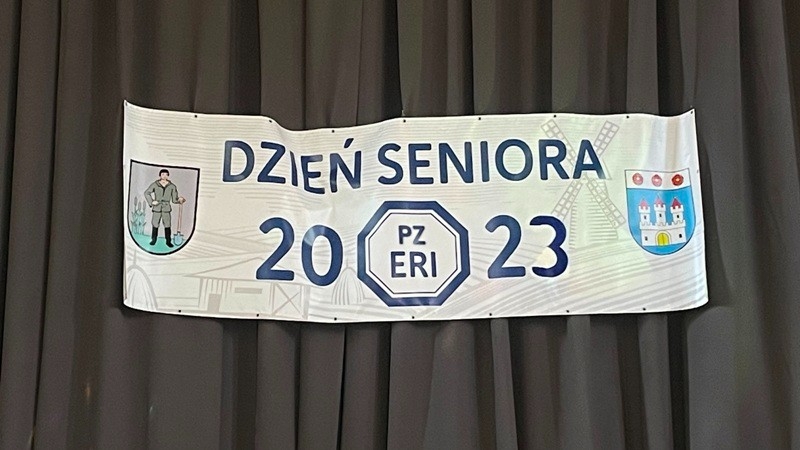 DZIEŃ SENIORA
20 PZ ERI 23